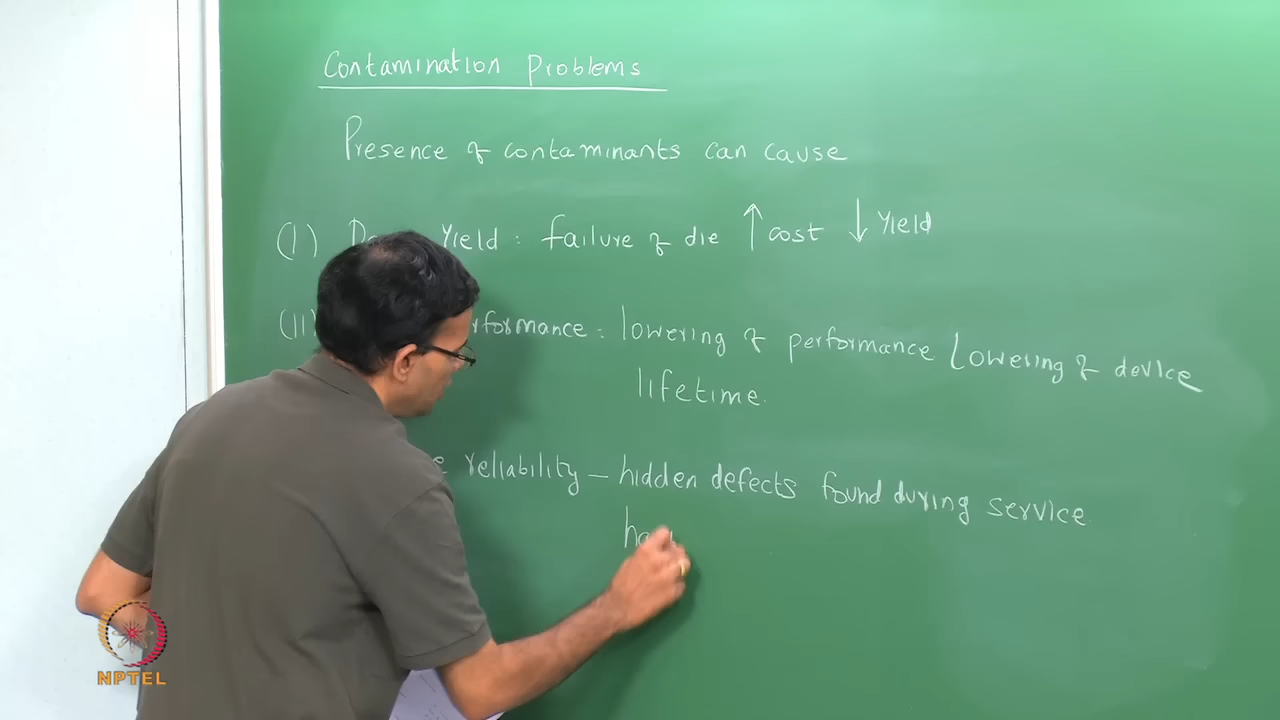 Contamination Problems
Presence of contaminants can cause
(I) Yield : failure of die ↑ cost ↓ Yield
(II) : lowering of performance Lowering of device
lifetime.
reliability – hidden defects found during service
NPTEL